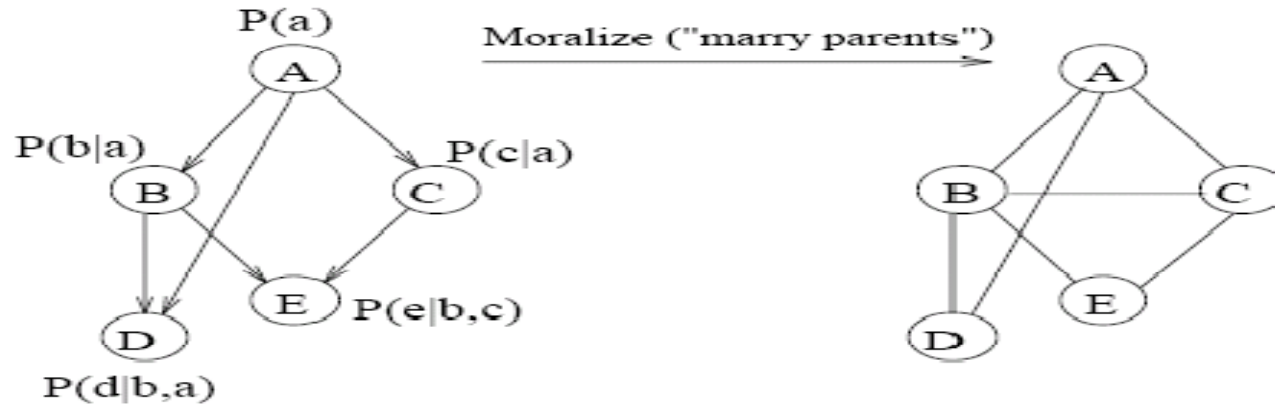 P(a)
Moralize ("marry parents")
A
A
P(b|a)
P(c|a)
B
C
B
C
E
P(e|b,c)
E
D
D
P(d|b,a)